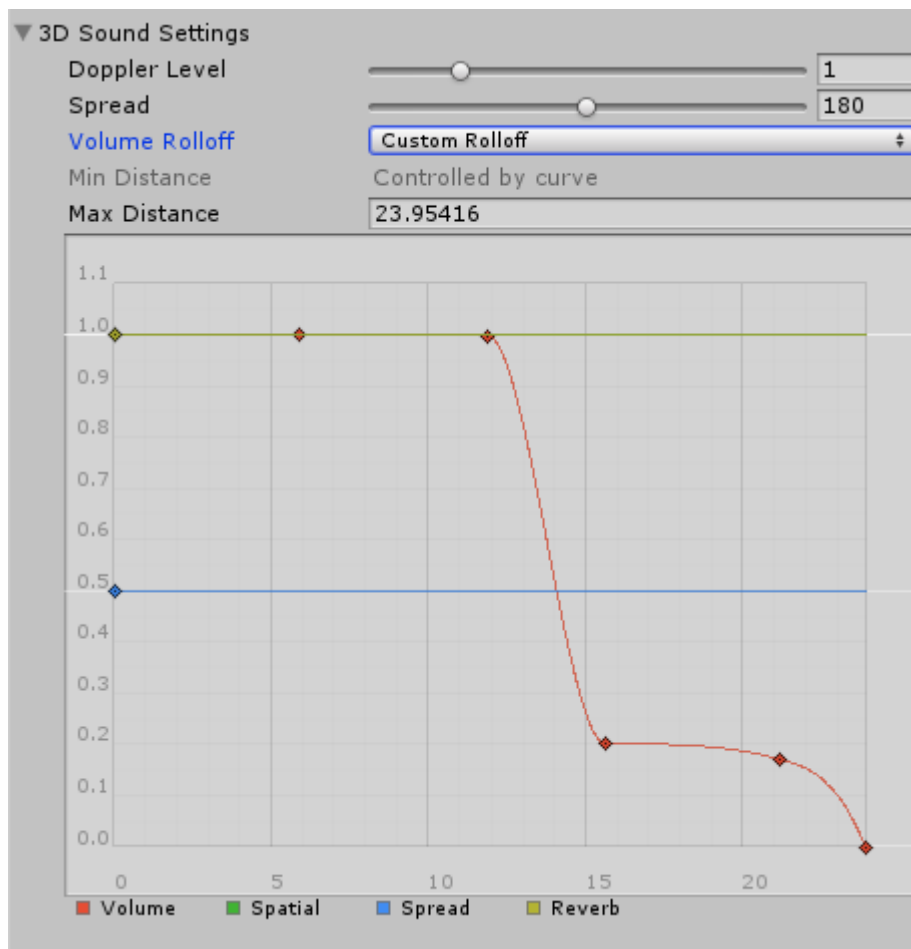 3D Sound Settings
Doppler Level 1
Spread 180
Volume Rolloff Custom Rolloff
Min Distance Controlled by curve
Max Distance 23.95416
1.1
1.0
0.9
0.8
0.7
0.6
0.5
0.4
0.3
0.2
0.1
0.0
0 5 10 15 20
Volume Spatial Spread Reverb